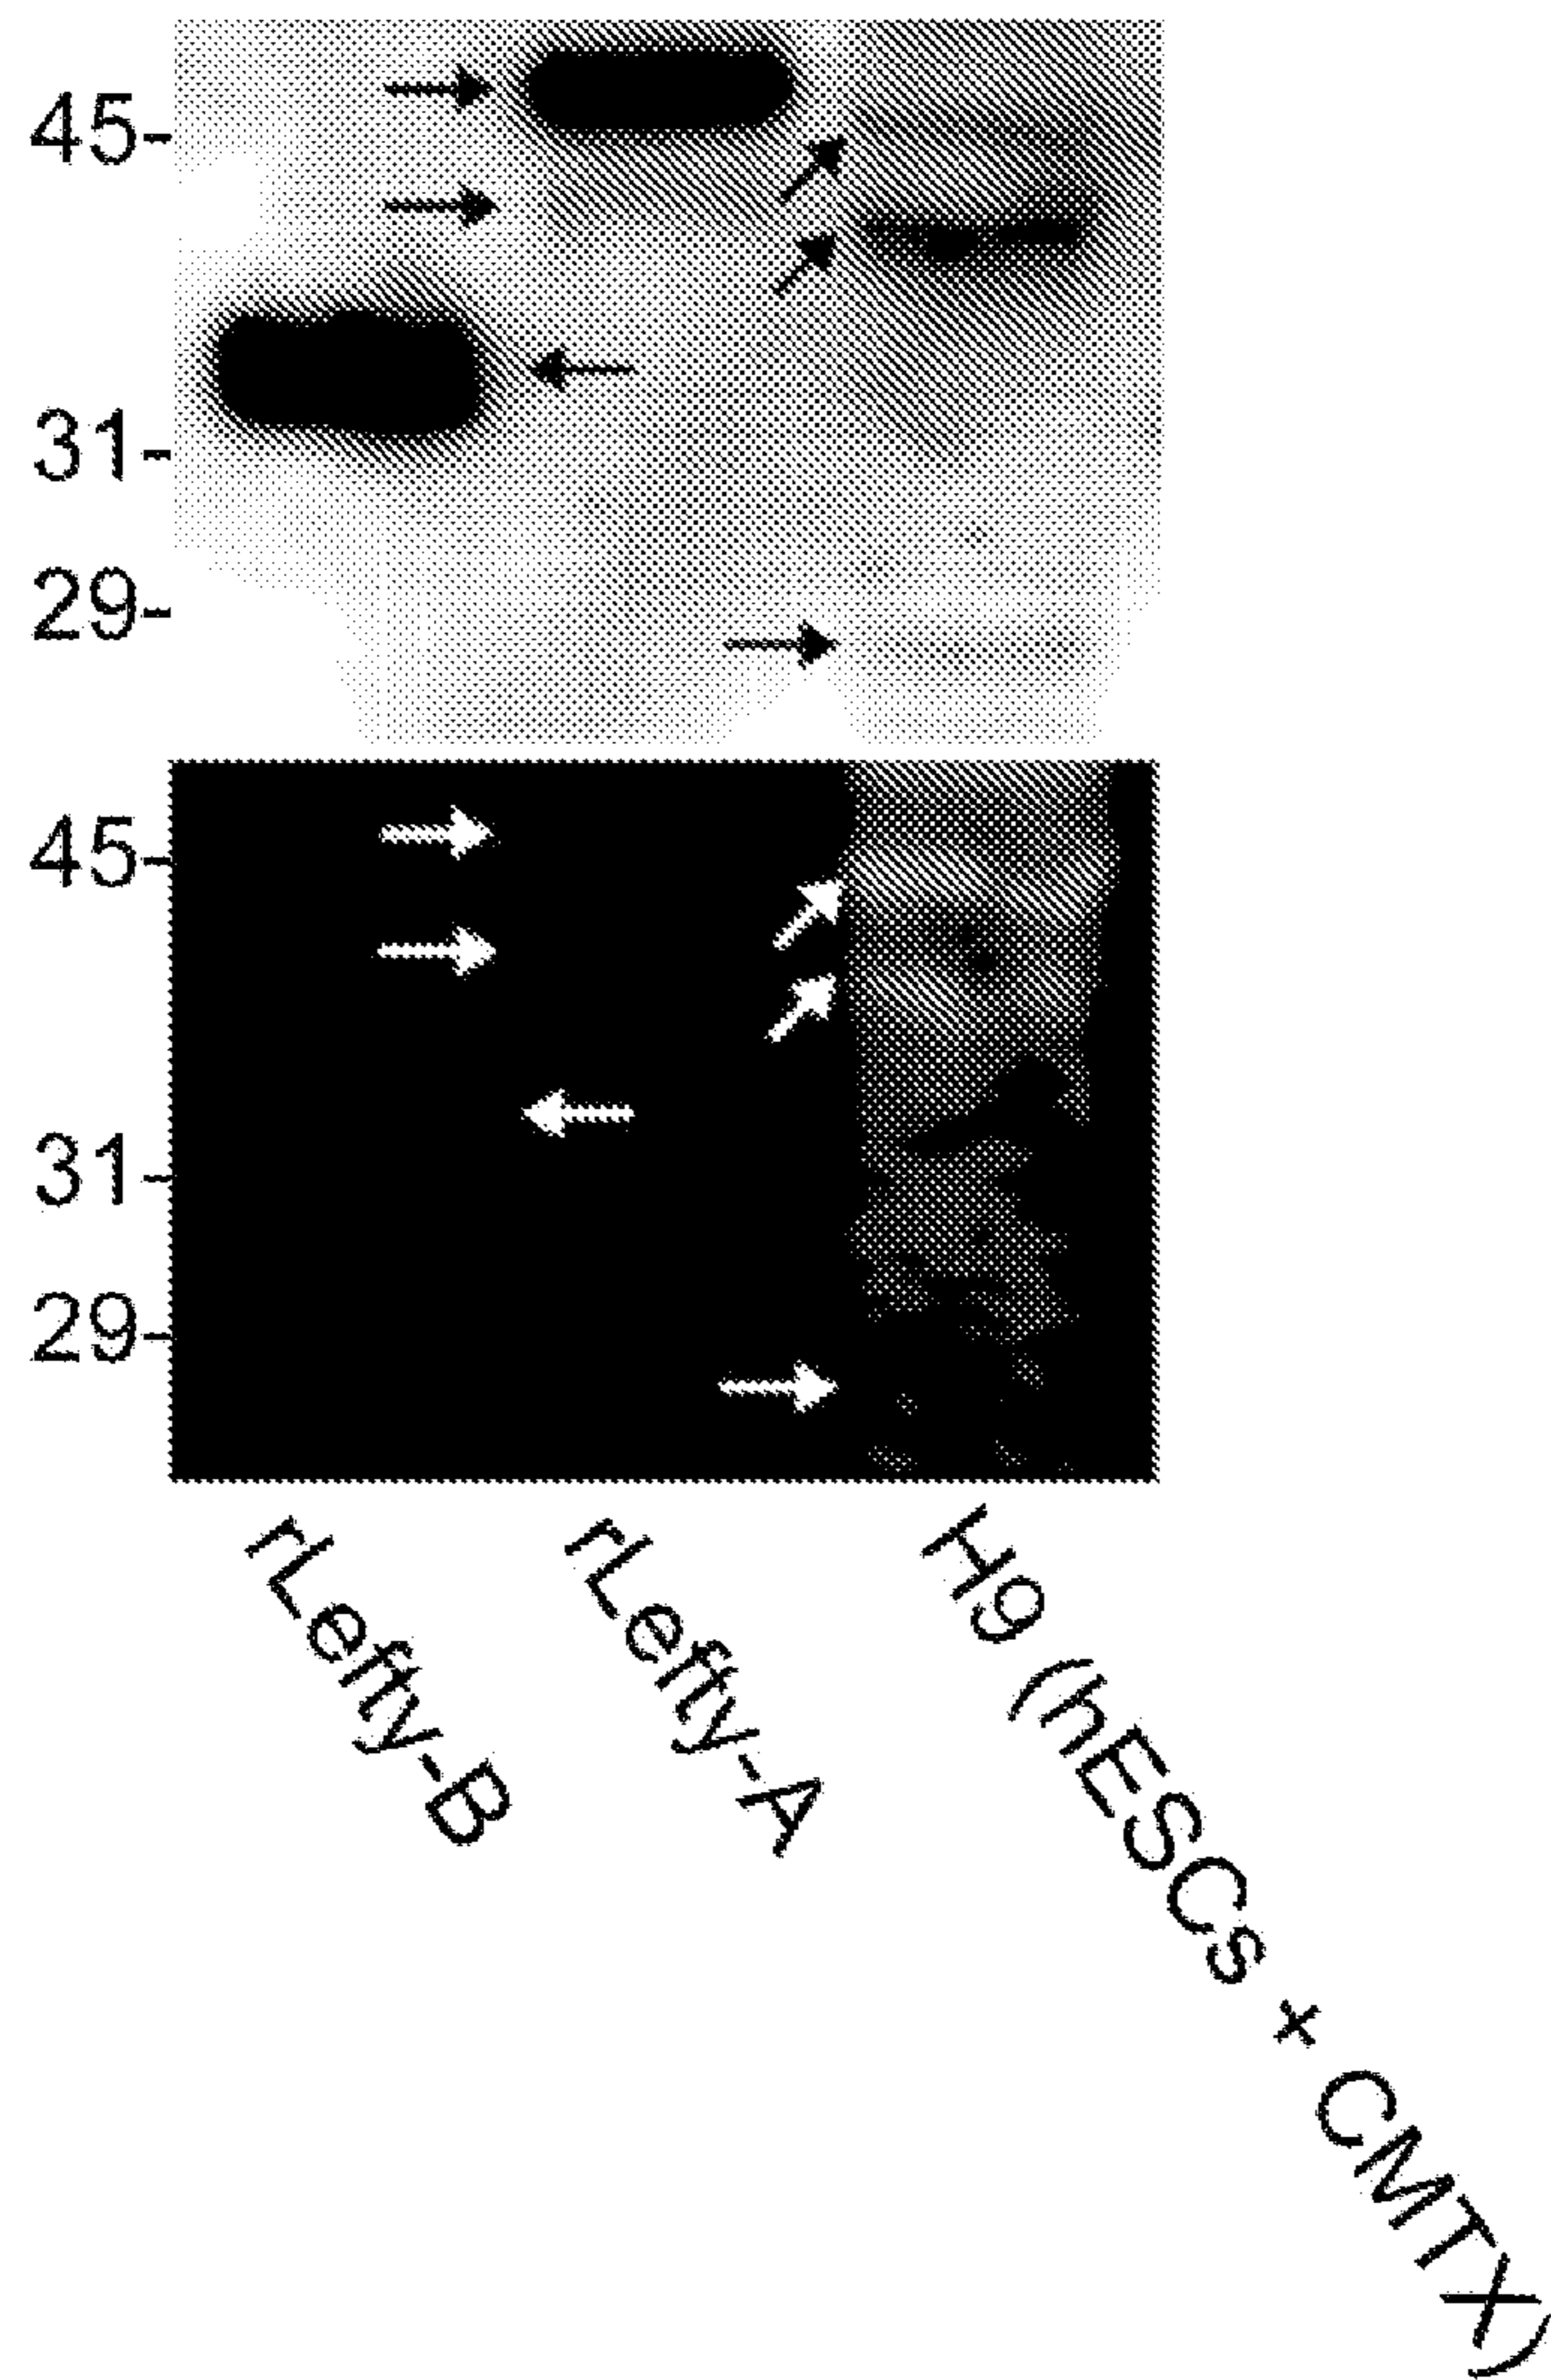 45-
31-
29-
45-
31-
29-
rLefty-B
rLefty-A
H9 (hESCs + CMTX)